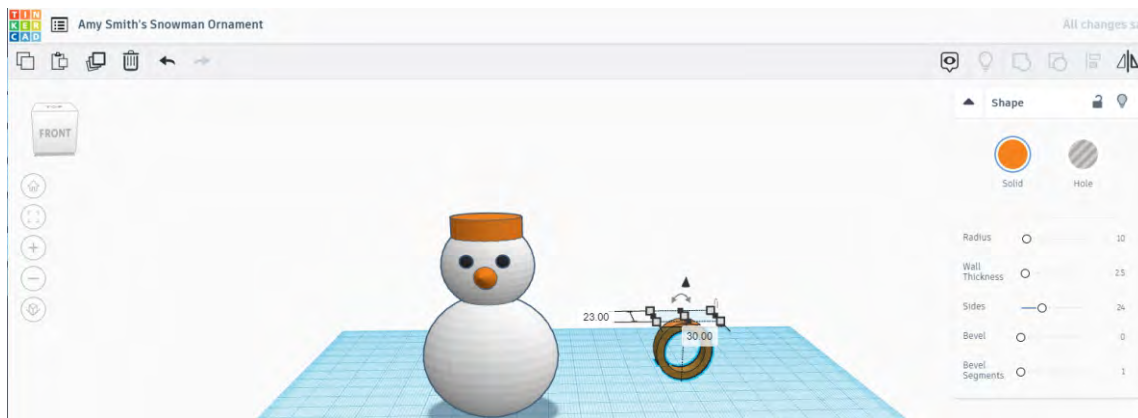 TIN
KER
CAD
Amy Smith's Snowman Ornament
All changes sa
FRONT
Shape
Solid
Hole
Radius 10
Wall
Thickness 2.5
Sides 24
Bevel 0
Bevel
Segments 1
23.00
30.00